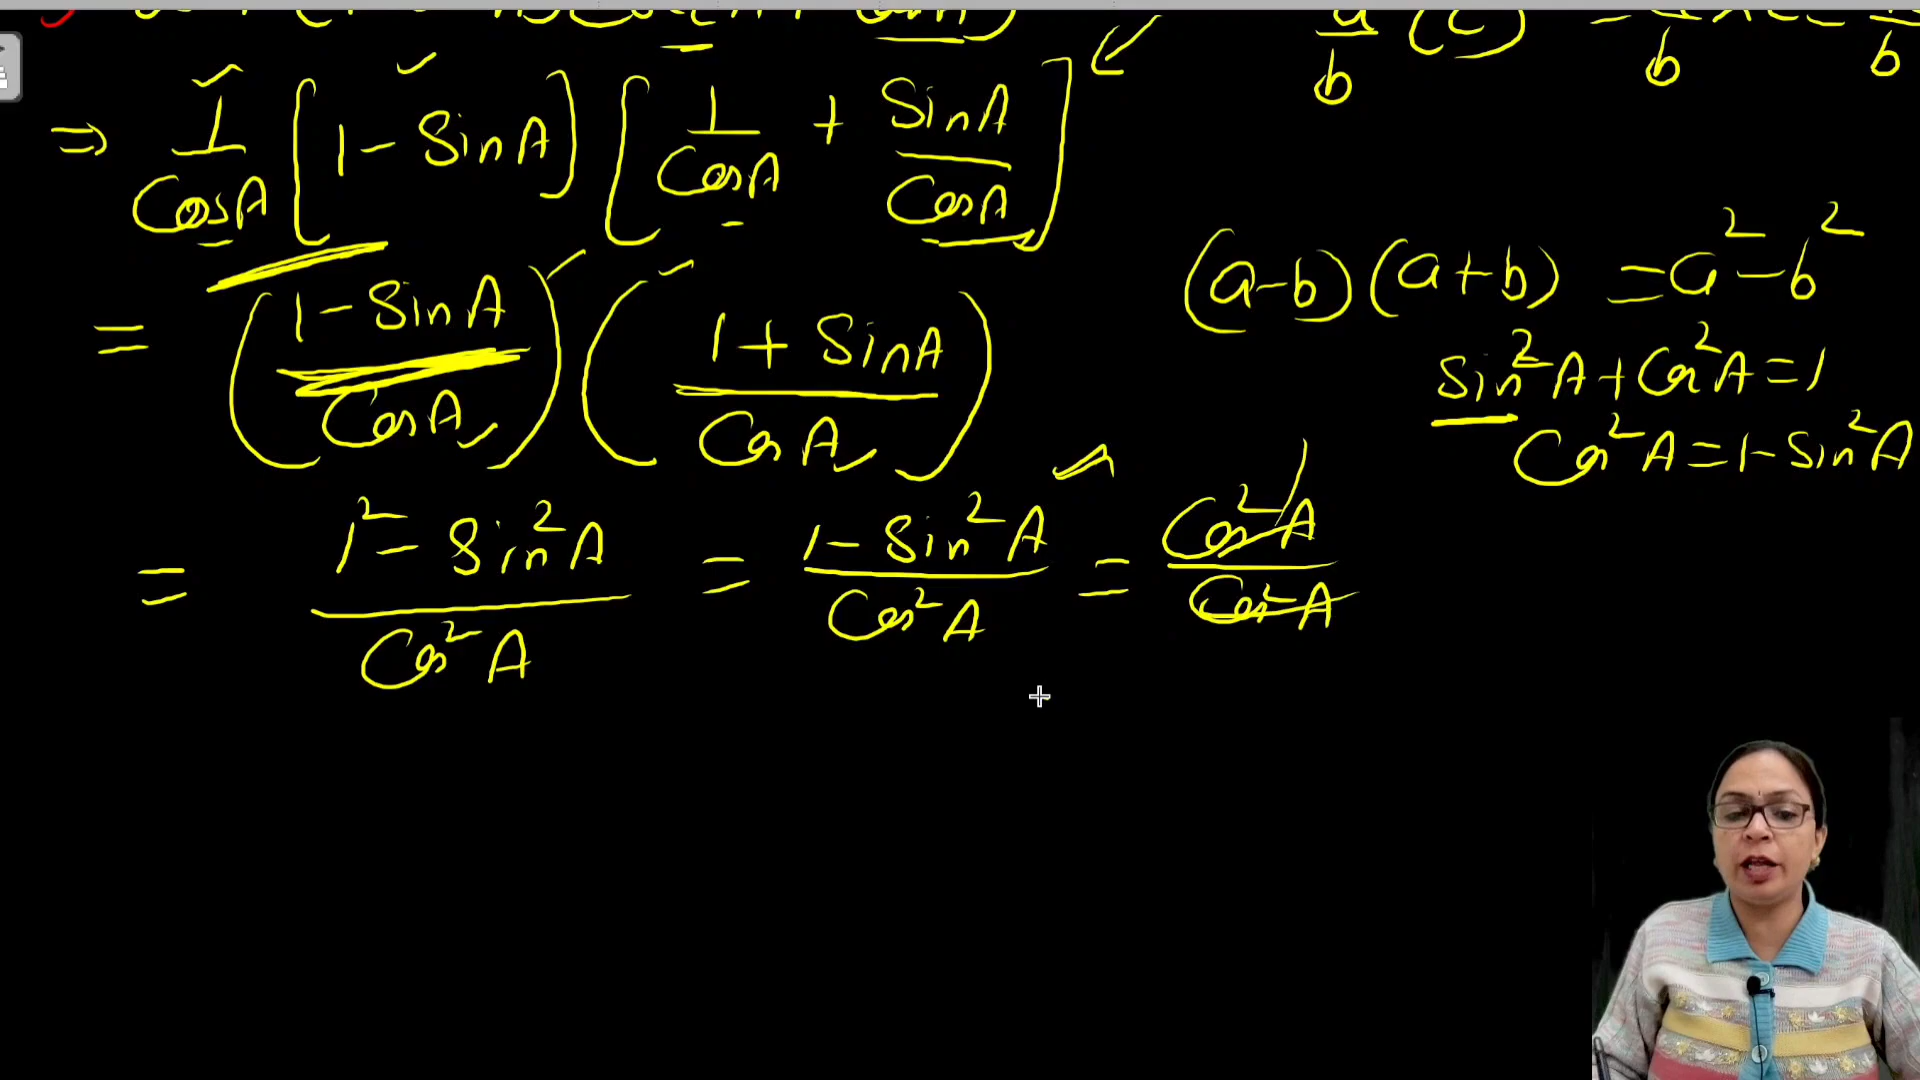 a/b (c) = a/b × c = /b
⇒ 1/CosA [1 - SinA] [1/CosA + SinA/CosA]
(a-b)(a+b) = a² - b²
= (1 - SinA/CosA) (1 + SinA/CosA)
Sin²A + Cos²A = 1
Cos²A = 1 - Sin²A
= 1² - Sin²A/Cos²A = 1 - Sin²A/Cos²A = Cos²A/Cos²A